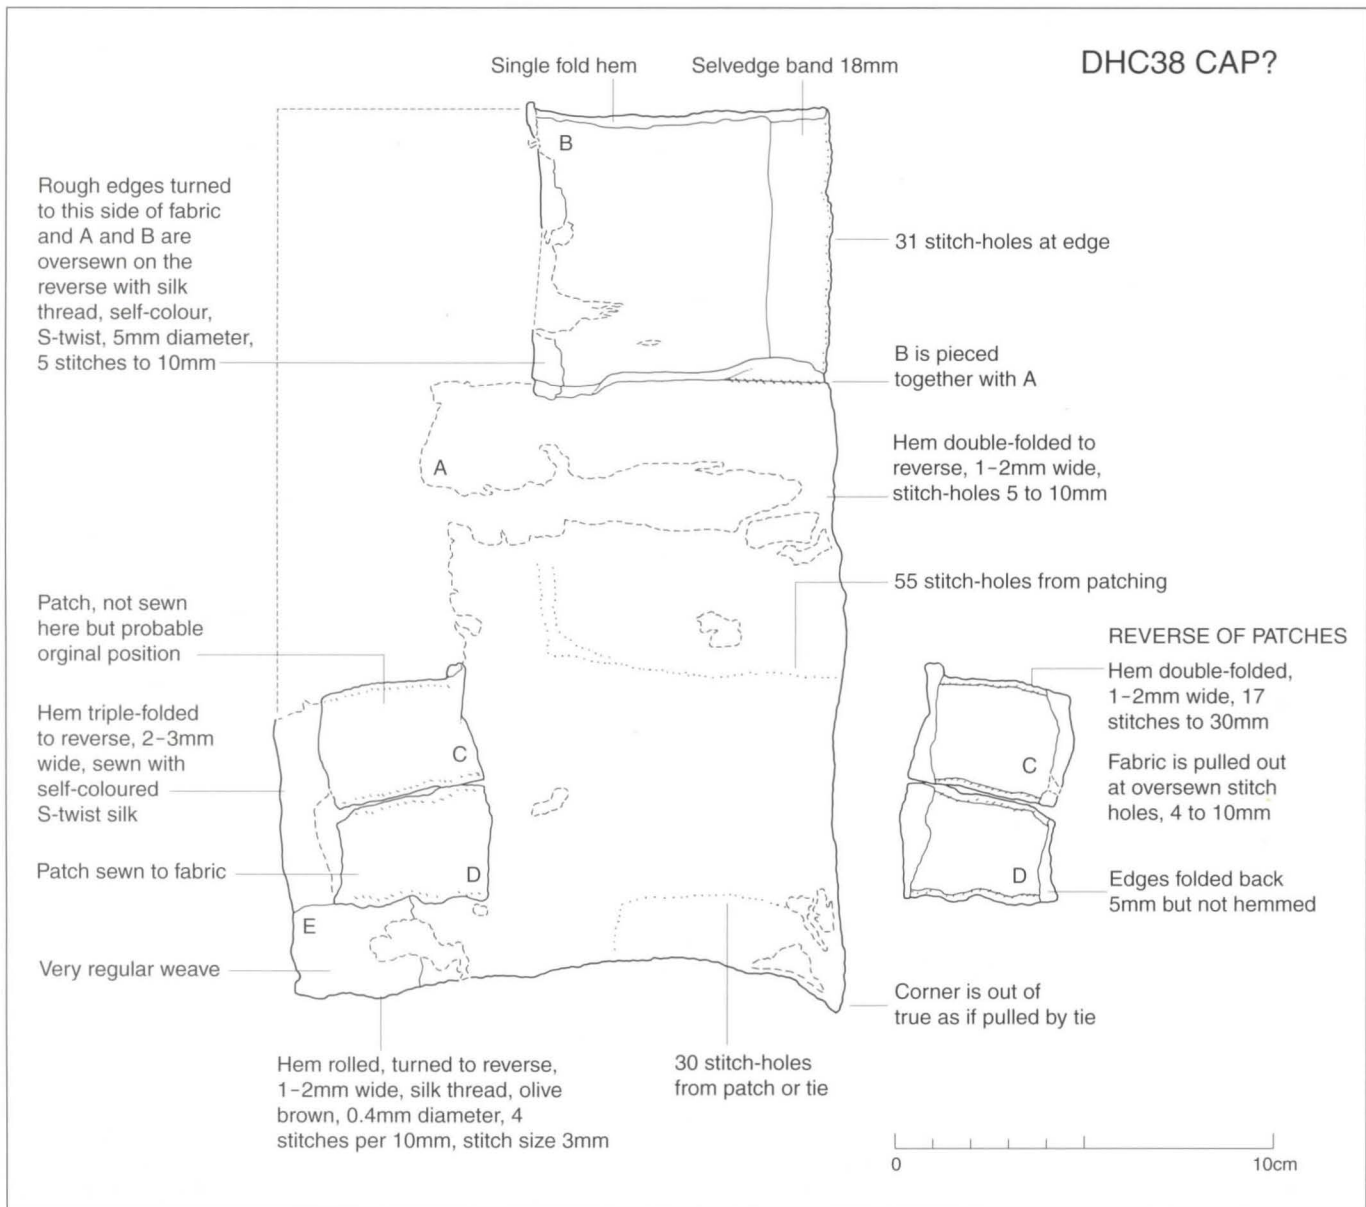 DHC38 CAP?
Single fold hem
Selvedge band 18mm
B
Rough edges turned
to this side of fabric
and A and B are
oversewn on the
reverse with silk
thread, self-colour,
S-twist, 5mm diameter,
5 stitches to 10mm
31 stitch-holes at edge
B is pieced
together with A
A
Hem double-folded to
reverse, 1–2mm wide,
stitch-holes 5 to 10mm
55 stitch-holes from patching
Patch, not sewn
here but probable
orginal position
Hem triple-folded
to reverse, 2–3mm
wide, sewn with
self-coloured
S-twist silk
C
Patch sewn to fabric
D
E
Very regular weave
Hem rolled, turned to reverse,
1–2mm wide, silk thread, olive
brown, 0.4mm diameter, 4
stitches per 10mm, stitch size 3mm
30 stitch-holes
from patch or tie
Corner is out of
true as if pulled by tie
REVERSE OF PATCHES
Hem double-folded,
1–2mm wide, 17
stitches to 30mm
C
Fabric is pulled out
at oversewn stitch
holes, 4 to 10mm
D
Edges folded back
5mm but not hemmed
0
10cm